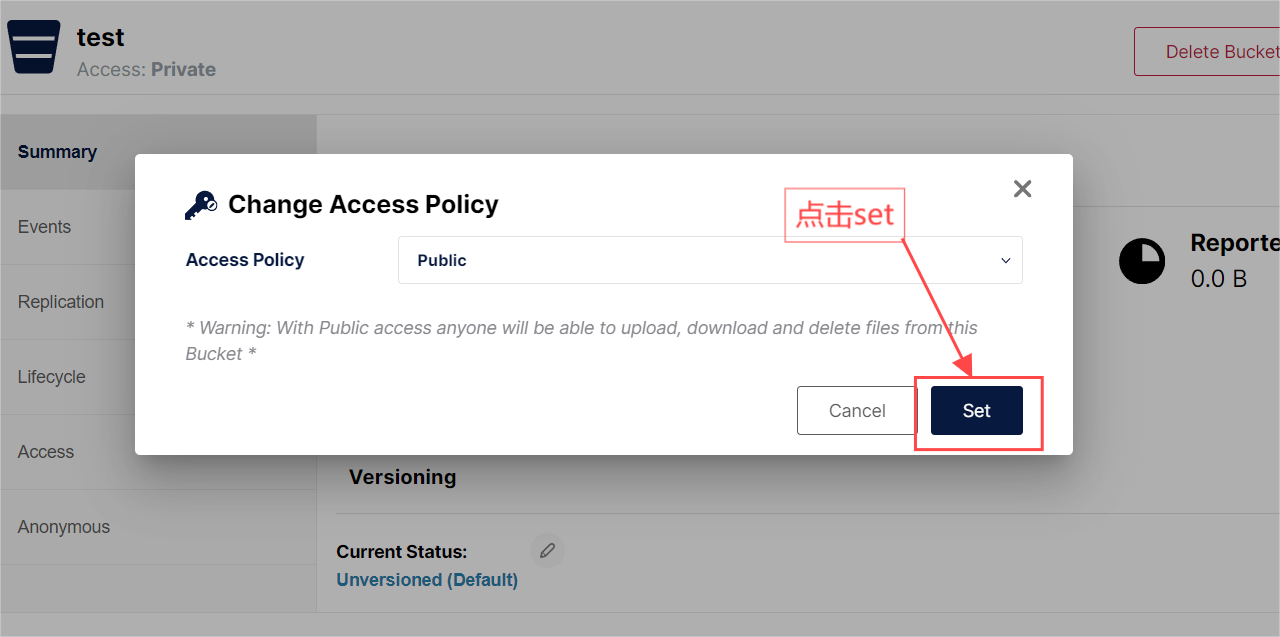 test
Access: Private
Delete Bucket
Summary
Events
Replication
Lifecycle
Access
Anonymous
Change Access Policy
点击set
Access Policy
Public
* Warning: With Public access anyone will be able to upload, download and delete files from this
Bucket *
Cancel
Set
Reporte
0.0 B
Versioning
Current Status:
Unversioned (Default)